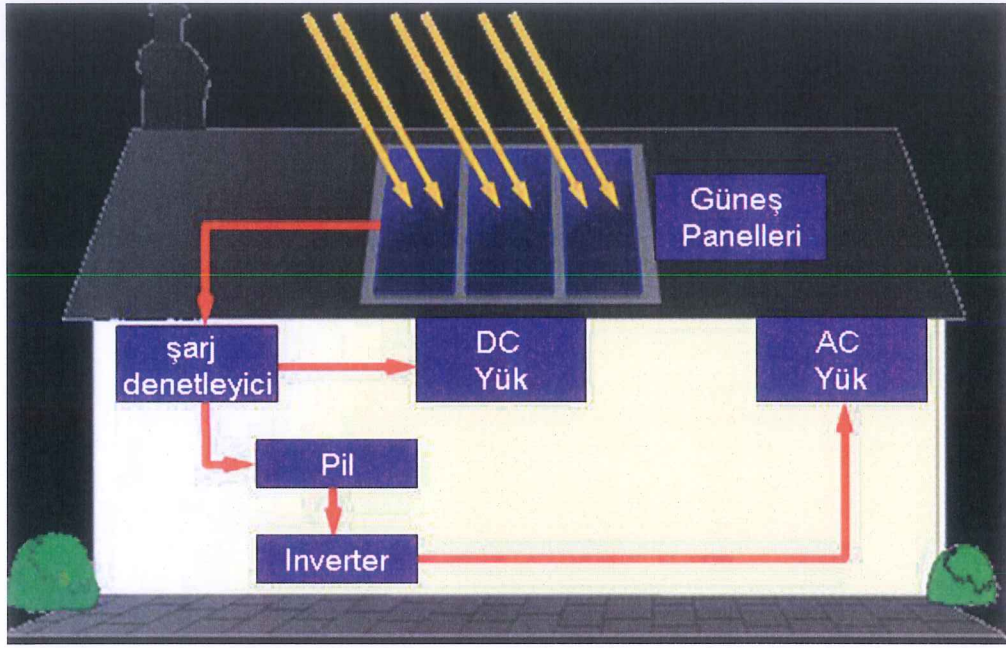 Güneş
Panelleri
şarj
denetleyici
DC
Yük
AC
Yük
Pil
Inverter